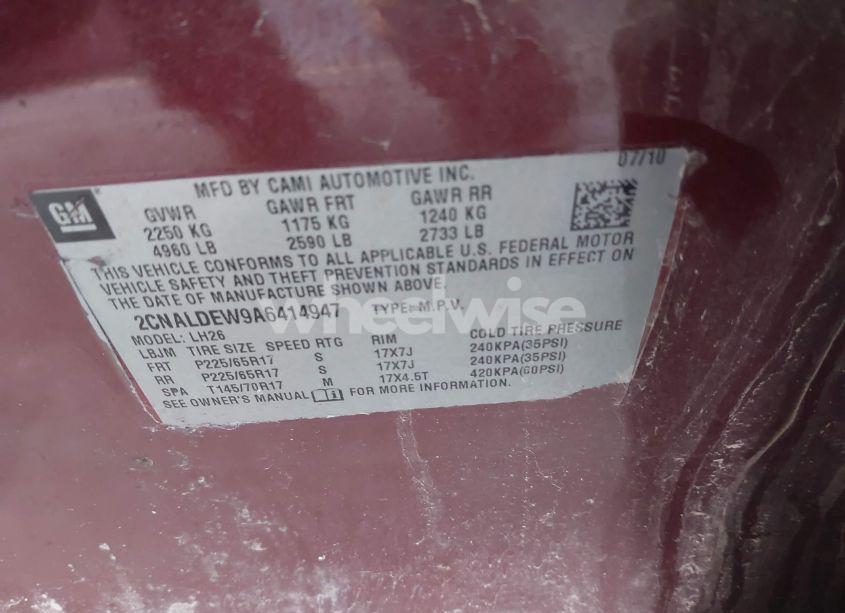 07/10
MFD BY CAMI AUTOMOTIVE INC.
GM
GVWR GAWR FRT GAWR RR
2250 KG 1175 KG 1240 KG
4960 LB 2590 LB 2733 LB
THIS VEHICLE CONFORMS TO ALL APPLICABLE U.S. FEDERAL MOTOR
VEHICLE SAFETY AND THEFT PREVENTION STANDARDS IN EFFECT ON
THE DATE OF MANUFACTURE SHOWN ABOVE.
2CNALDEW9A6414947 TYPE: M.P.V.
MODEL: LH26
LBJM TIRE SIZE SPEED RTG RIM COLD TIRE PRESSURE
FRT P225/65R17 S 17X7J 240KPA(35PSI)
RR P225/65R17 S 17X7J 240KPA(35PSI)
SPA T145/70R17 M 17X4.5T 420KPA(60PSI)
SEE OWNER'S MANUAL FOR MORE INFORMATION.
wheelwise